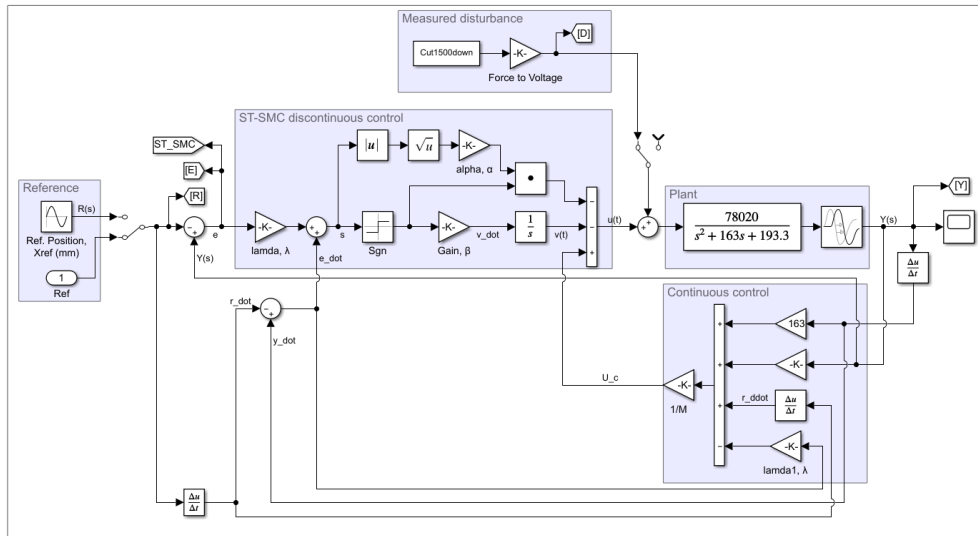 Measured disturbance
[D]
Cut1500down
-K-
Force to Voltage
ST-SMC discontinuous control
ST_SMC
|u|
√u
-K-
alpha, α
[E]
Reference
[R]
R(s)
Ref. Position,
Xref (mm)
1
Ref
-
+
e
Y(s)
-K-
lamda, λ
+
+
s
e_dot
Sgn
-K-
Gain, β
v_dot
1
s
v(t)
−
−
+
u(t)
+
+
Plant
78020
s² + 163s + 193.3
Y(s)
[Y]
Δu
Δt
Continuous control
r_dot
-
+
y_dot
163
-K-
+
+
+
−
U_c
-K-
1/M
r_ddot
Δu
Δt
-K-
lamda1, λ
Δu
Δt